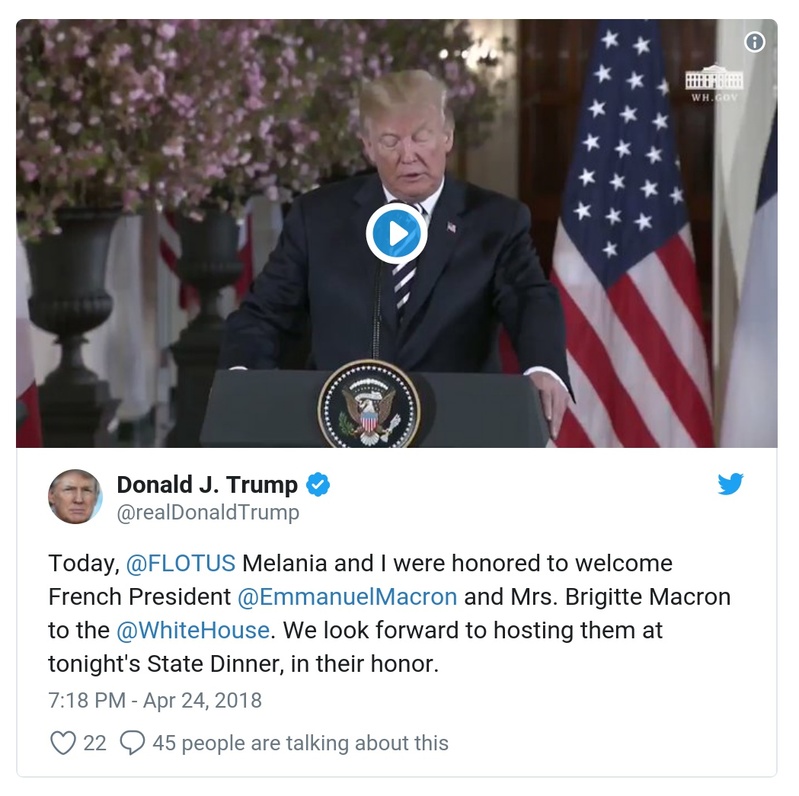 WH.GOV
Donald J. Trump
@realDonaldTrump
Today, @FLOTUS Melania and I were honored to welcome
French President @EmmanuelMacron and Mrs. Brigitte Macron
to the @WhiteHouse. We look forward to hosting them at
tonight's State Dinner, in their honor.
7:18 PM - Apr 24, 2018
22 45 people are talking about this